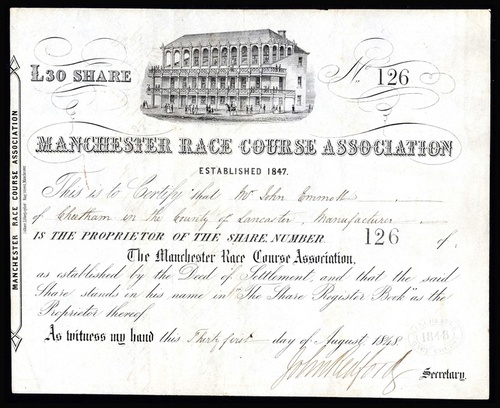 £30 SHARE
No. 126
MANCHESTER RACE COURSE ASSOCIATION
ESTABLISHED 1847.
This is to Certify that Mr John Emmott
of Cheetham in the County of Lancaster, Manufacturer
IS THE PROPRIETOR OF THE SHARE, NUMBER 126 of
The Manchester Race Course Association,
as established by the Deed of Settlement, and that the said
Share stands in his name in "The Share Register Book" as the
Proprietor thereof.
As witness my hand this Thirty first day of August 1848
Secretary.
1848
MANCHESTER RACE COURSE ASSOCIATION